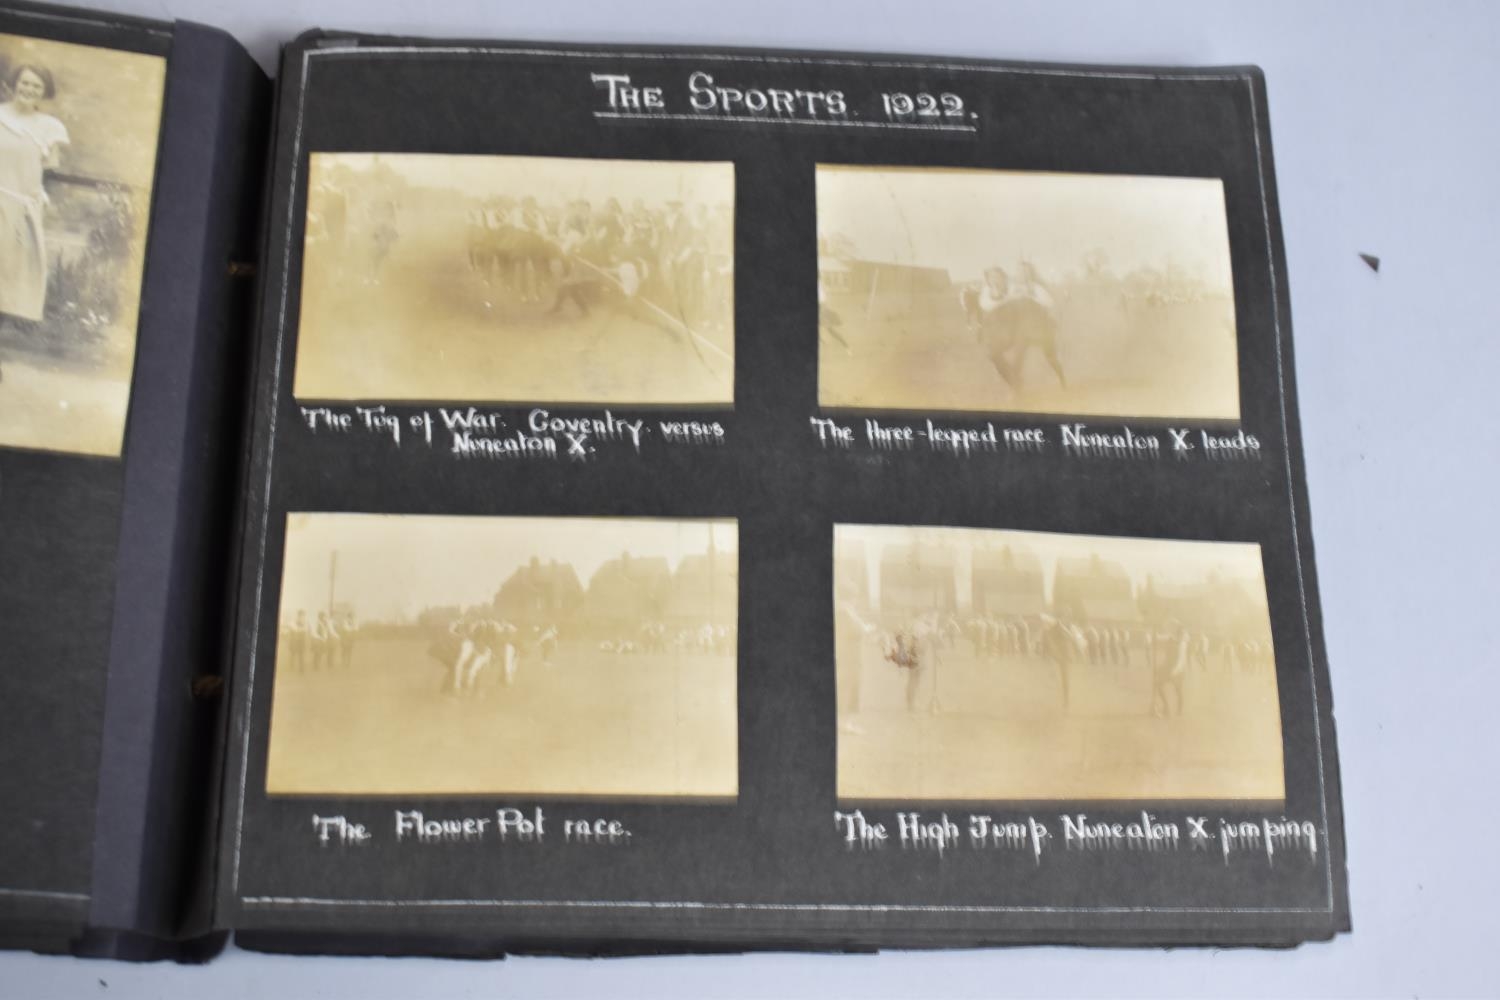 The Sports. 1922.
The Tug of War. Coventry. versus
Nuneaton X.
The three-legged race Nuneaton X. leads
The Flower Pot race.
The High Jump. Nuneaton X. jumping.